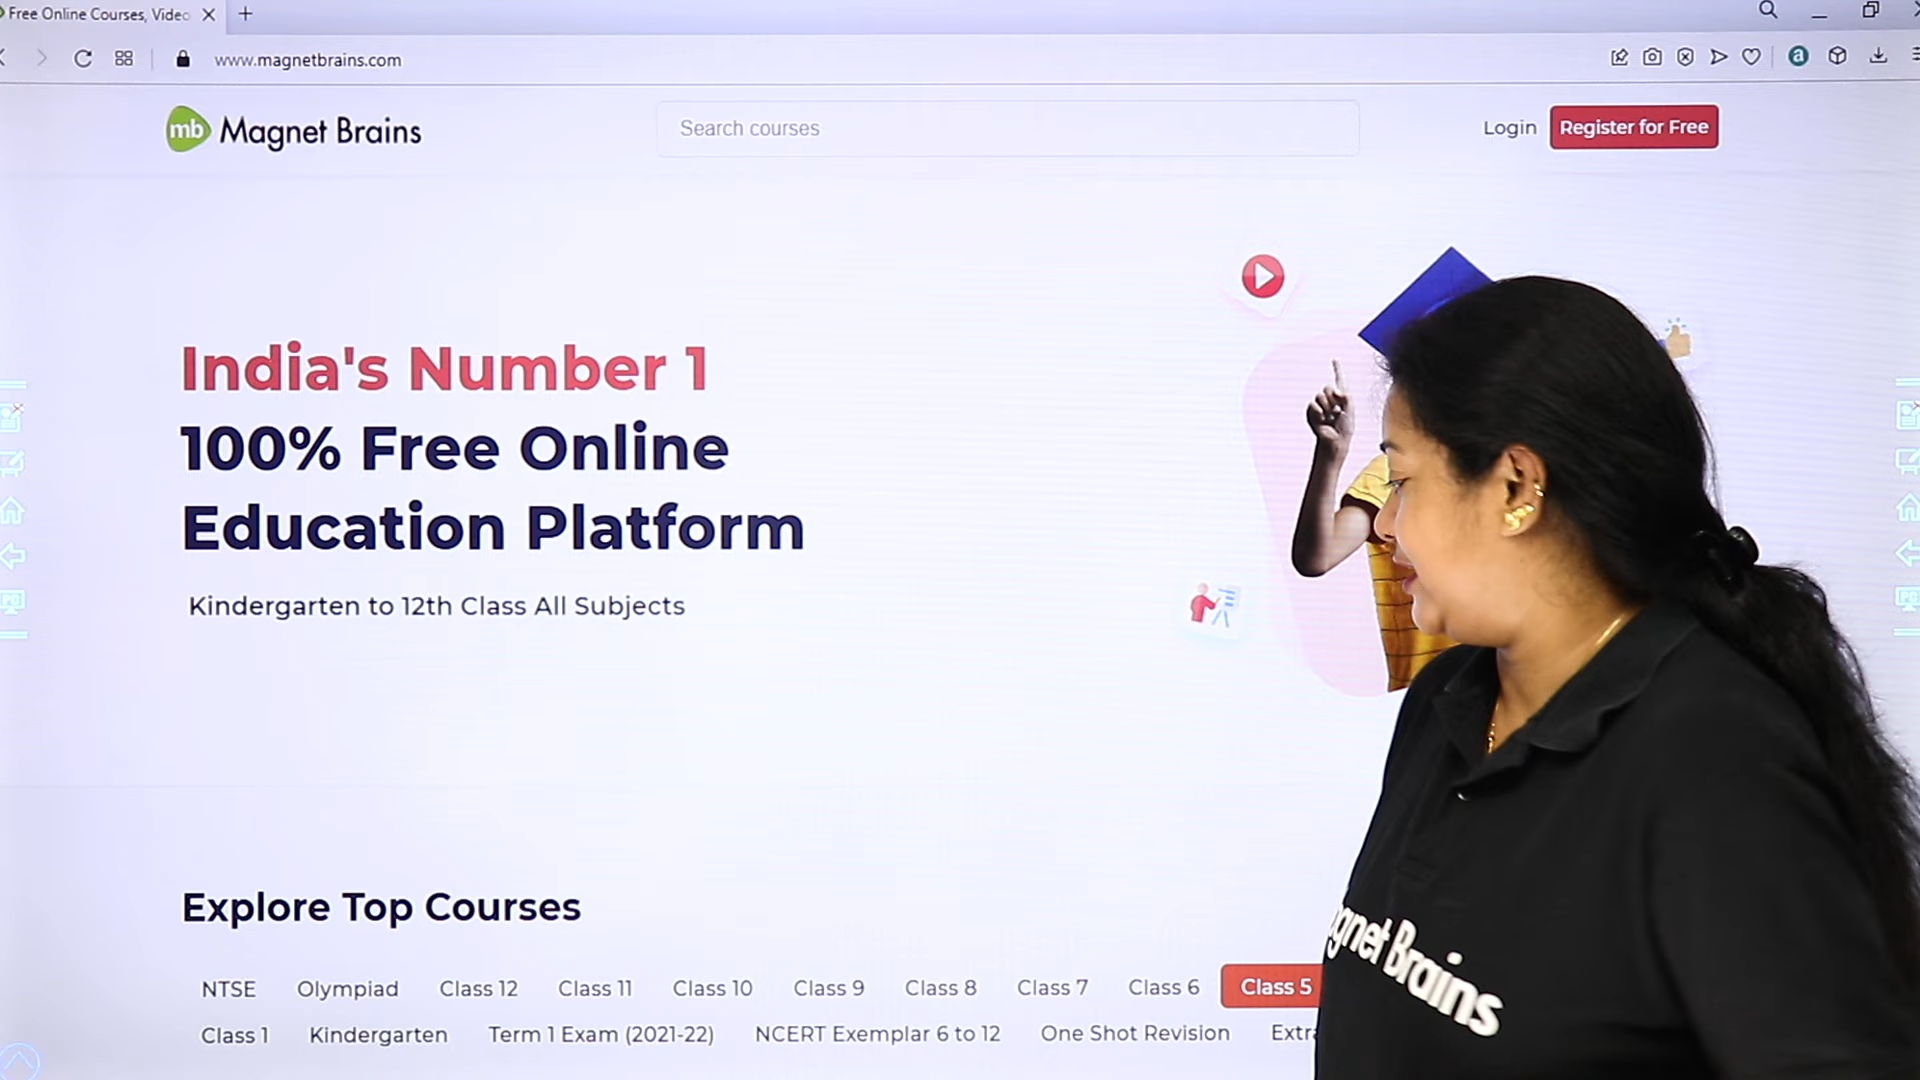 Free Online Courses, Video
www.magnetbrains.com
mb Magnet Brains
Search courses
Login
Register for Free
India's Number 1
100% Free Online
Education Platform
Kindergarten to 12th Class All Subjects
Explore Top Courses
NTSE Olympiad Class 12 Class 11 Class 10 Class 9 Class 8 Class 7 Class 6 Class 5
Class 1 Kindergarten Term 1 Exam (2021-22) NCERT Exemplar 6 to 12 One Shot Revision Extra
gnet Brains